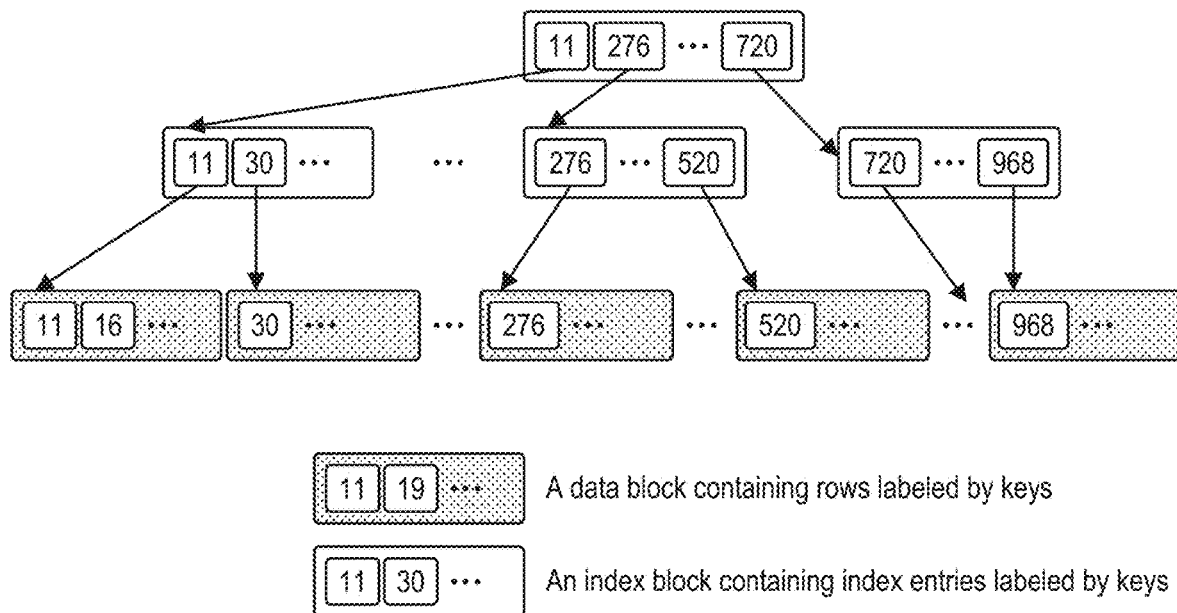 11 276 ... 720
11 30 ... ... 276 ... 520 720 ... 968
11 16 ... 30 ... ... 276 ... ... 520 ... ... 968 ...
11 19 ... A data block containing rows labeled by keys
11 30 ... An index block containing index entries labeled by keys